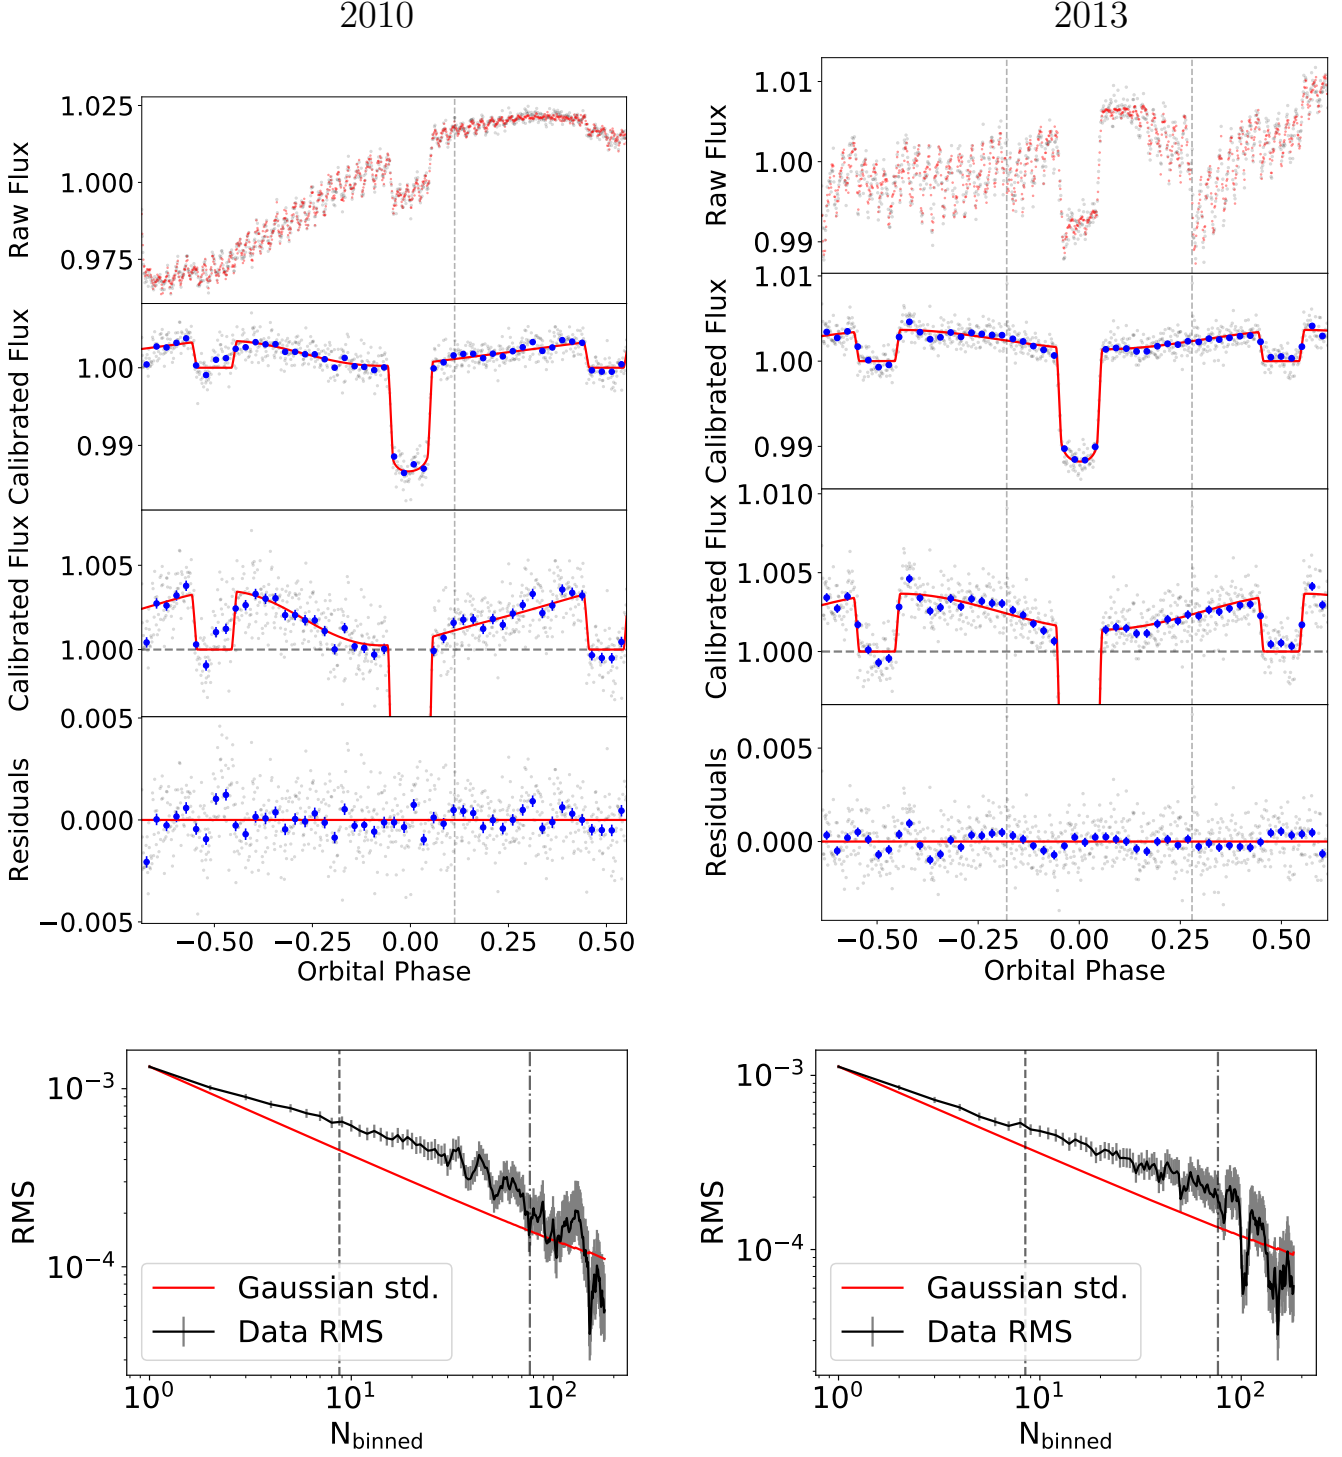 2010
2013
Raw Flux
1.025
1.000
0.975
Calibrated Flux
1.00
0.99
Calibrated Flux
1.005
1.000
Residuals
0.005
0.000
−0.005
−0.50
−0.25
0.00
0.25
0.50
Orbital Phase
Raw Flux
1.01
1.00
0.99
Calibrated Flux
1.01
1.00
0.99
Calibrated Flux
1.010
1.005
1.000
Residuals
0.005
0.000
−0.50
−0.25
0.00
0.25
0.50
Orbital Phase
RMS
10⁻³
10⁻⁴
Gaussian std.
Data RMS
10⁰
10¹
10²
N_binned
RMS
10⁻³
10⁻⁴
Gaussian std.
Data RMS
10⁰
10¹
10²
N_binned